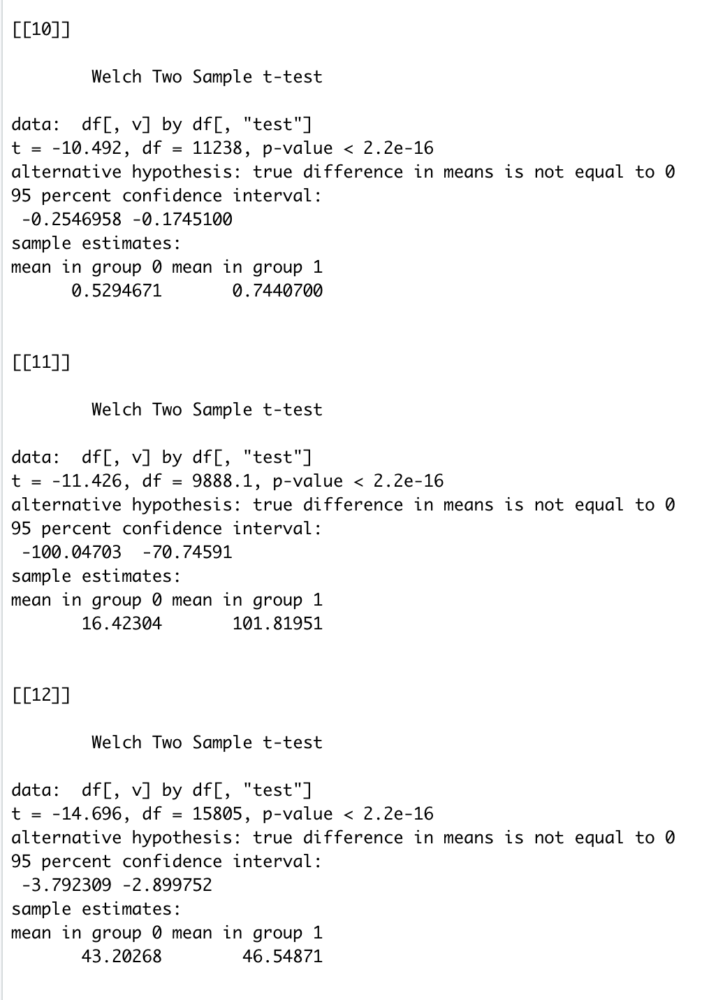 [[10]]
Welch Two Sample t-test
data:  df[, v] by df[, "test"]
t = -10.492, df = 11238, p-value < 2.2e-16
alternative hypothesis: true difference in means is not equal to 0
95 percent confidence interval:
-0.2546958 -0.1745100
sample estimates:
mean in group 0 mean in group 1
0.5294671       0.7440700
[[11]]
Welch Two Sample t-test
data:  df[, v] by df[, "test"]
t = -11.426, df = 9888.1, p-value < 2.2e-16
alternative hypothesis: true difference in means is not equal to 0
95 percent confidence interval:
-100.04703  -70.74591
sample estimates:
mean in group 0 mean in group 1
16.42304       101.81951
[[12]]
Welch Two Sample t-test
data:  df[, v] by df[, "test"]
t = -14.696, df = 15805, p-value < 2.2e-16
alternative hypothesis: true difference in means is not equal to 0
95 percent confidence interval:
-3.792309 -2.899752
sample estimates:
mean in group 0 mean in group 1
43.20268        46.54871